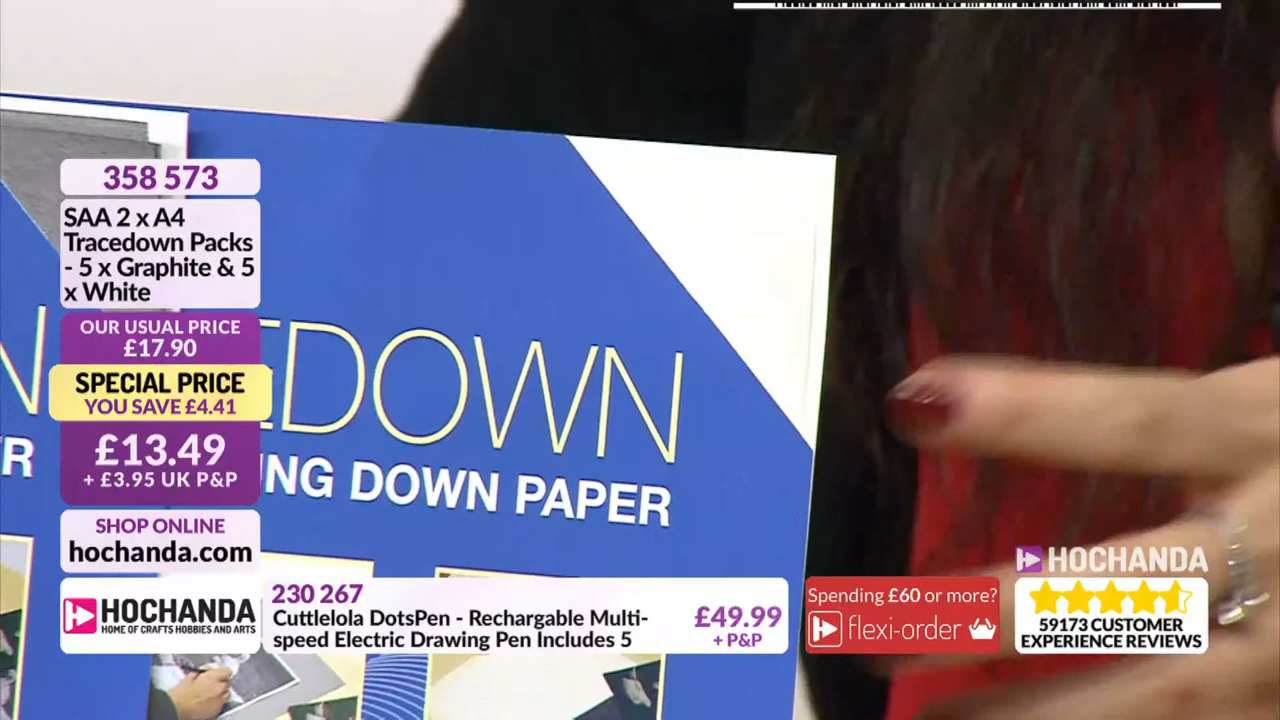 358 573
SAA 2 x A4
Tracedown Packs
- 5 x Graphite & 5
x White
OUR USUAL PRICE
£17.90
SPECIAL PRICE
YOU SAVE £4.41
£13.49
+ £3.95 UK P&P
SHOP ONLINE
hochanda.com
EDOWN
NG DOWN PAPER
N
R
HOCHANDA
HOME OF CRAFTS HOBBIES AND ARTS
230 267
Cuttlelola DotsPen - Rechargable Multi-
speed Electric Drawing Pen Includes 5
£49.99
+ P&P
Spending £60 or more?
flexi-order
HOCHANDA
59173 CUSTOMER
EXPERIENCE REVIEWS